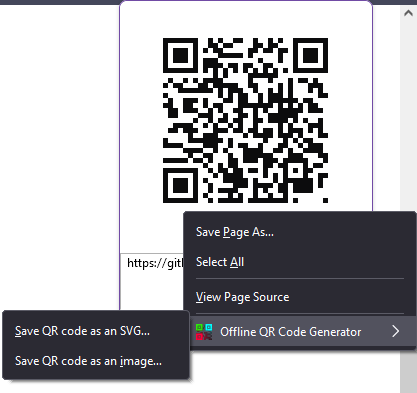 Save Page As...
https://gitl
Select All
View Page Source
Offline QR Code Generator
Save QR code as an SVG...
Save QR code as an image...